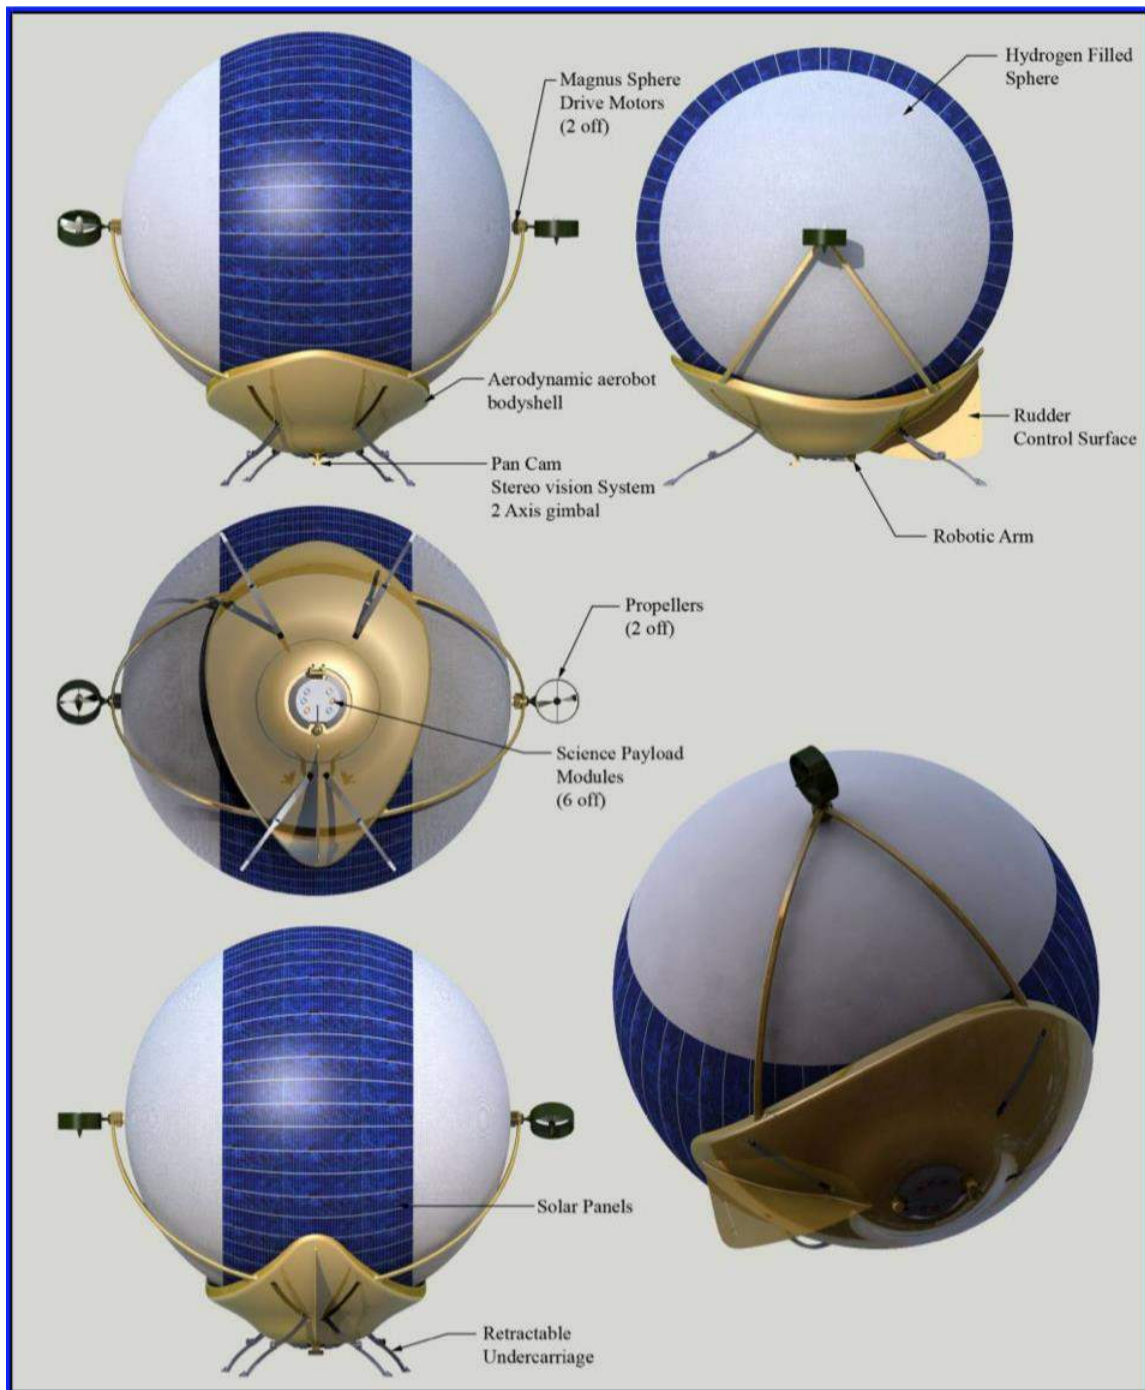 Magnus Sphere
Drive Motors
(2 off)
Hydrogen Filled
Sphere
Aerodynamic aerobot
bodyshell
Rudder
Control Surface
Pan Cam
Stereo vision System
2 Axis gimbal
Robotic Arm
Propellers
(2 off)
Science Payload
Modules
(6 off)
Solar Panels
Retractable
Undercarriage